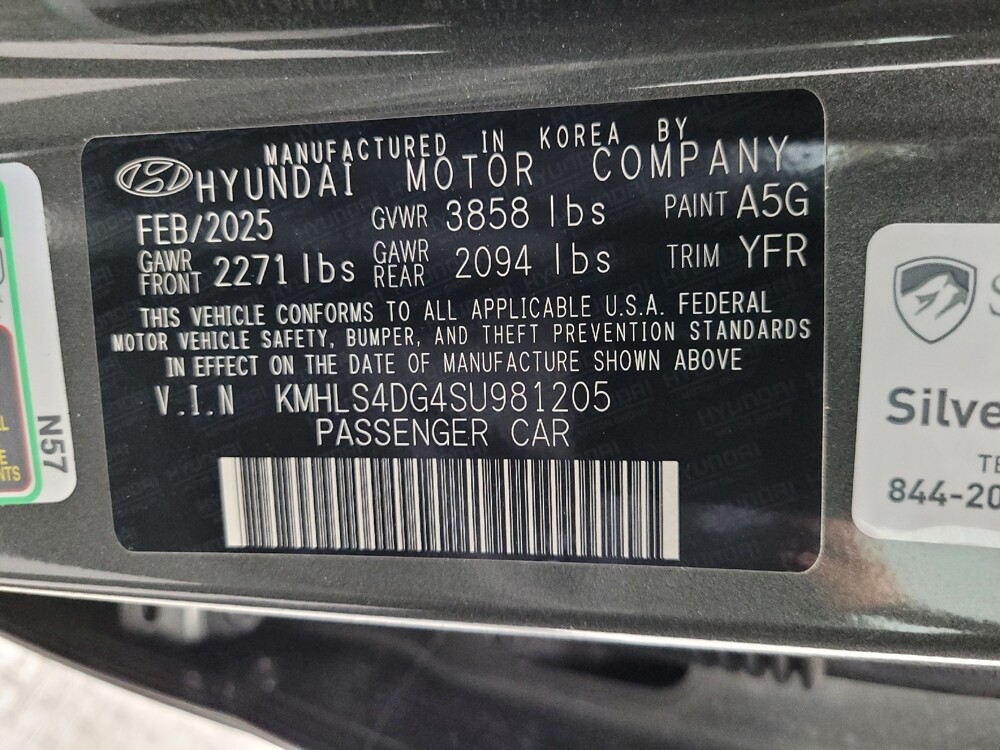 MANUFACTURED IN KOREA BY
HYUNDAI MOTOR COMPANY
FEB/2025 GVWR 3858 lbs PAINT A5G
GAWR FRONT 2271 lbs GAWR REAR 2094 lbs TRIM YFR
THIS VEHICLE CONFORMS TO ALL APPLICABLE U.S.A. FEDERAL
MOTOR VEHICLE SAFETY, BUMPER, AND THEFT PREVENTION STANDARDS
IN EFFECT ON THE DATE OF MANUFACTURE SHOWN ABOVE
V.I.N KMHLS4DG4SU981205
PASSENGER CAR
N57
S
Silve
TE
844-20